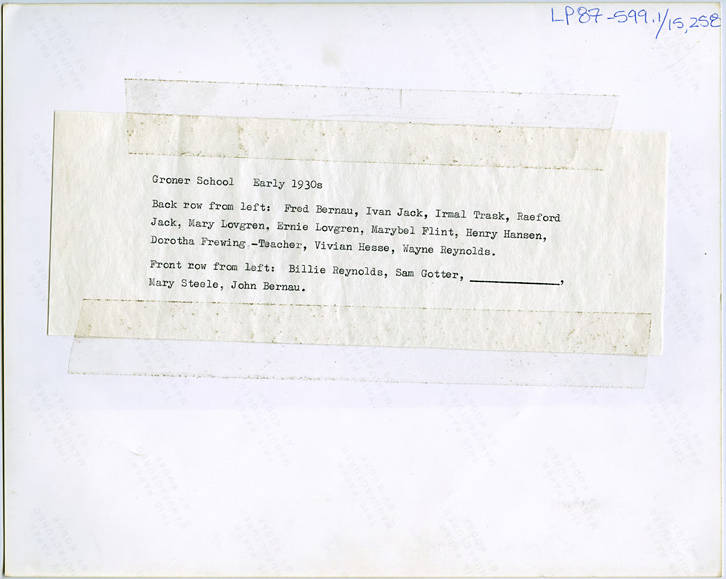 LP87-599.1/15,258
Groner School Early 1930s
Back row from left: Fred Bernau, Ivan Jack, Irmal Trask, Raeford
Jack, Mary Lovgren, Ernie Lovgren, Marybel Flint, Henry Hansen,
Dorotha Frewing -Teacher, Vivian Hesse, Wayne Reynolds.
Front row from left: Billie Reynolds, Sam Gotter, ____________,
Mary Steele, John Bernau.